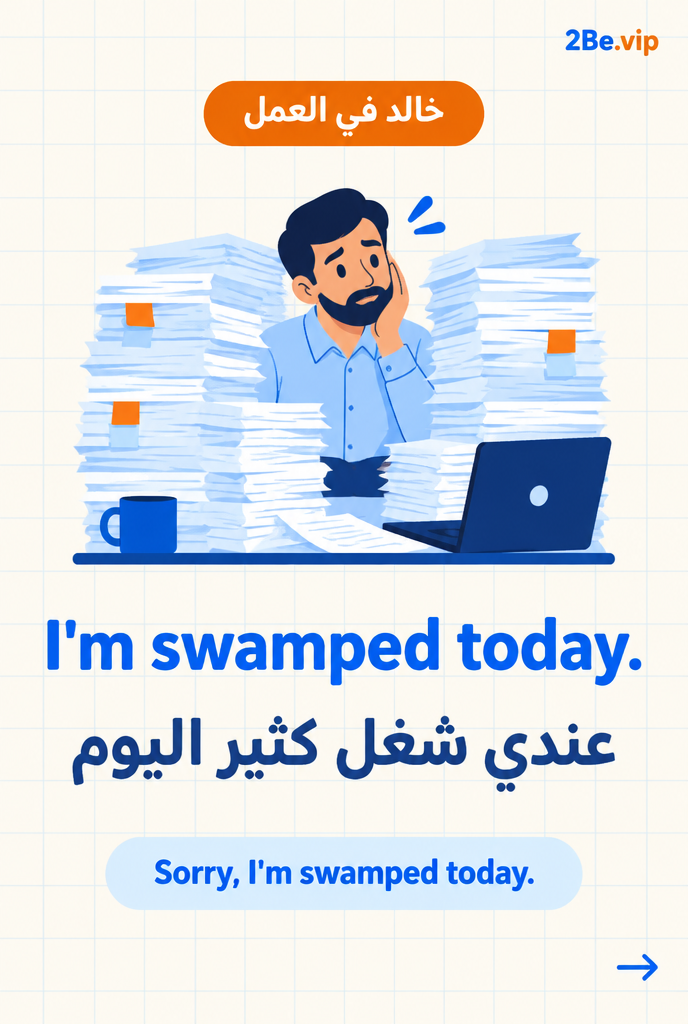 2Be.vip
خالد في العمل
I'm swamped today.
عندي شغل كثير اليوم
Sorry, I'm swamped today.